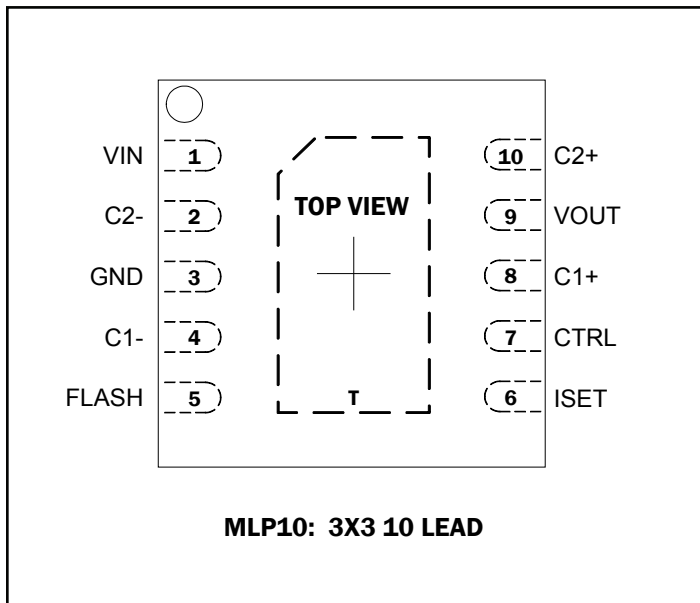 VIN 1 10 C2+
C2- 2 TOP VIEW 9 VOUT
GND 3 8 C1+
C1- 4 7 CTRL
FLASH 5 T 6 ISET
MLP10: 3X3 10 LEAD